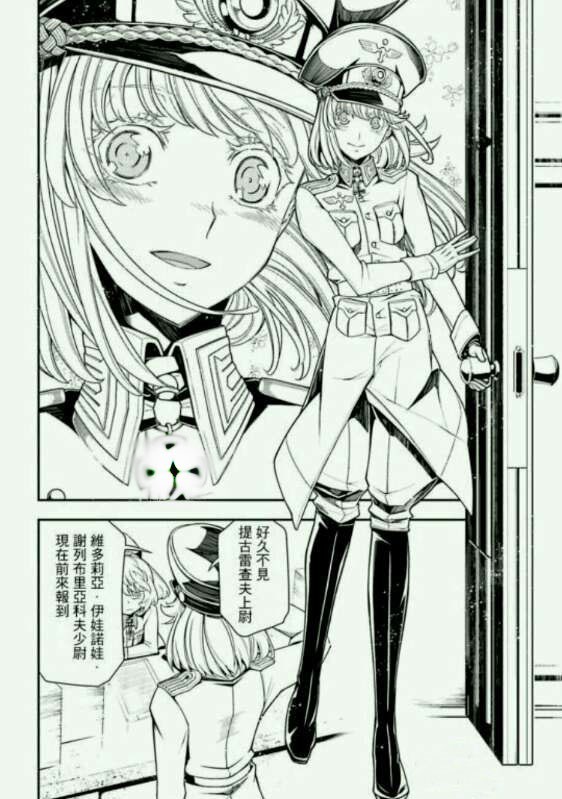 好久不見
提古雷查夫上尉
維多莉亞．伊娃諾娃．
謝列布里亞科夫少尉
現在前來報到